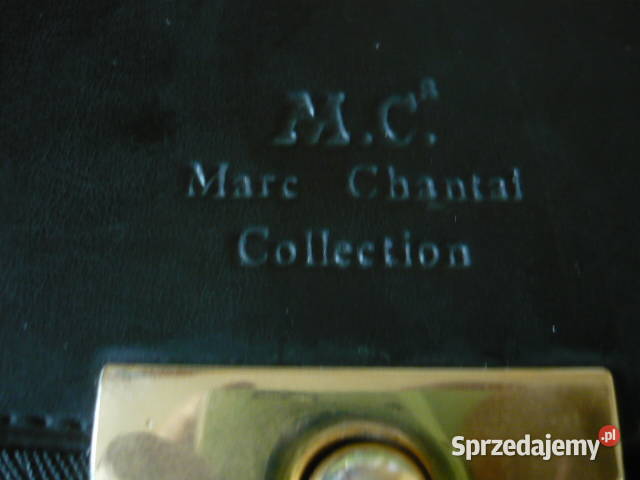 M.C.ª
Marc Chantal
Collection
Sprzedajemy.pl